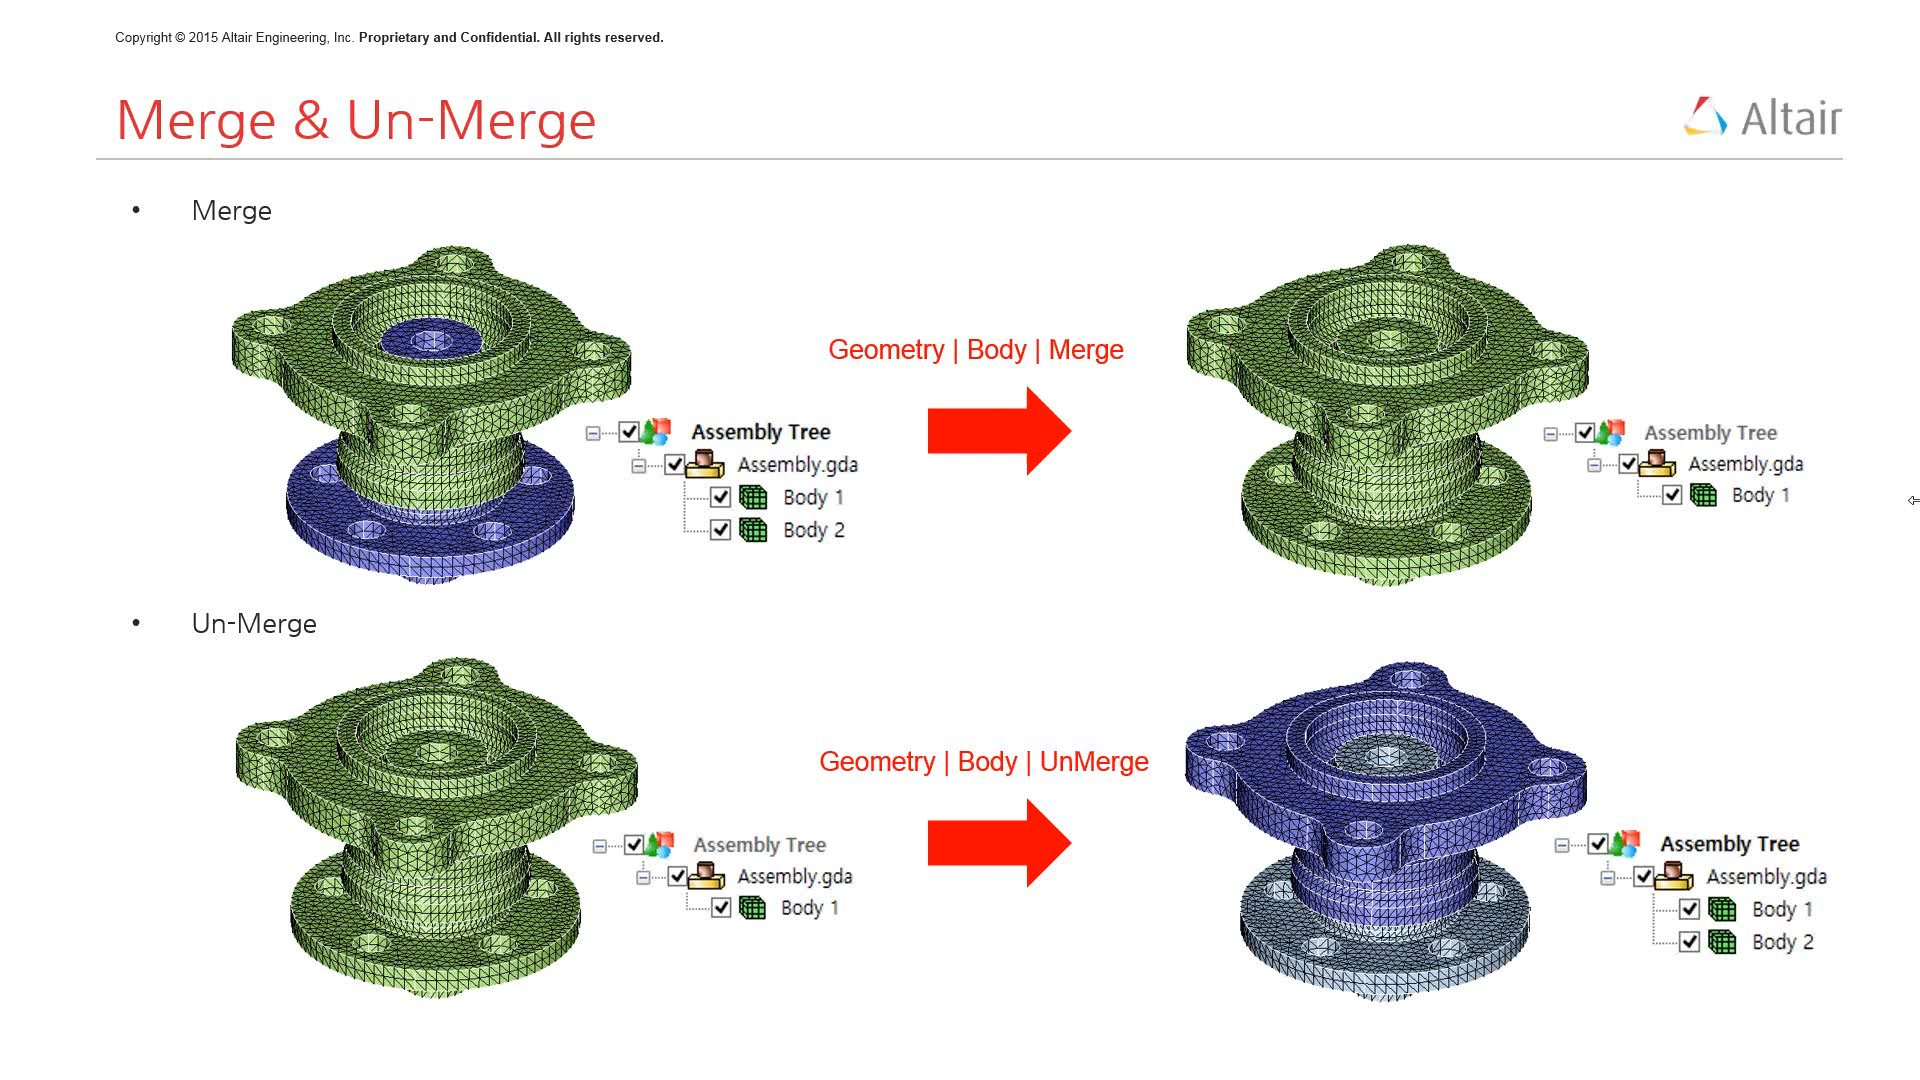 Copyright © 2015 Altair Engineering, Inc. Proprietary and Confidential. All rights reserved.
Merge & Un-Merge
Altair
• Merge
Geometry | Body | Merge
Assembly Tree
Assembly.gda
Body 1
Body 2
Assembly Tree
Assembly.gda
Body 1
• Un-Merge
Geometry | Body | UnMerge
Assembly Tree
Assembly.gda
Body 1
Assembly Tree
Assembly.gda
Body 1
Body 2